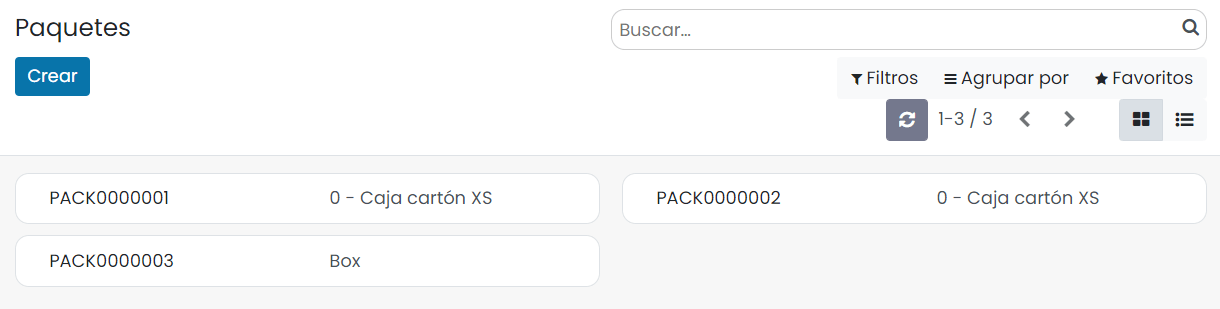 Paquetes
Buscar...
Crear
Filtros Agrupar por Favoritos
1-3 / 3
PACK0000001 0 - Caja cartón XS
PACK0000002 0 - Caja cartón XS
PACK0000003 Box